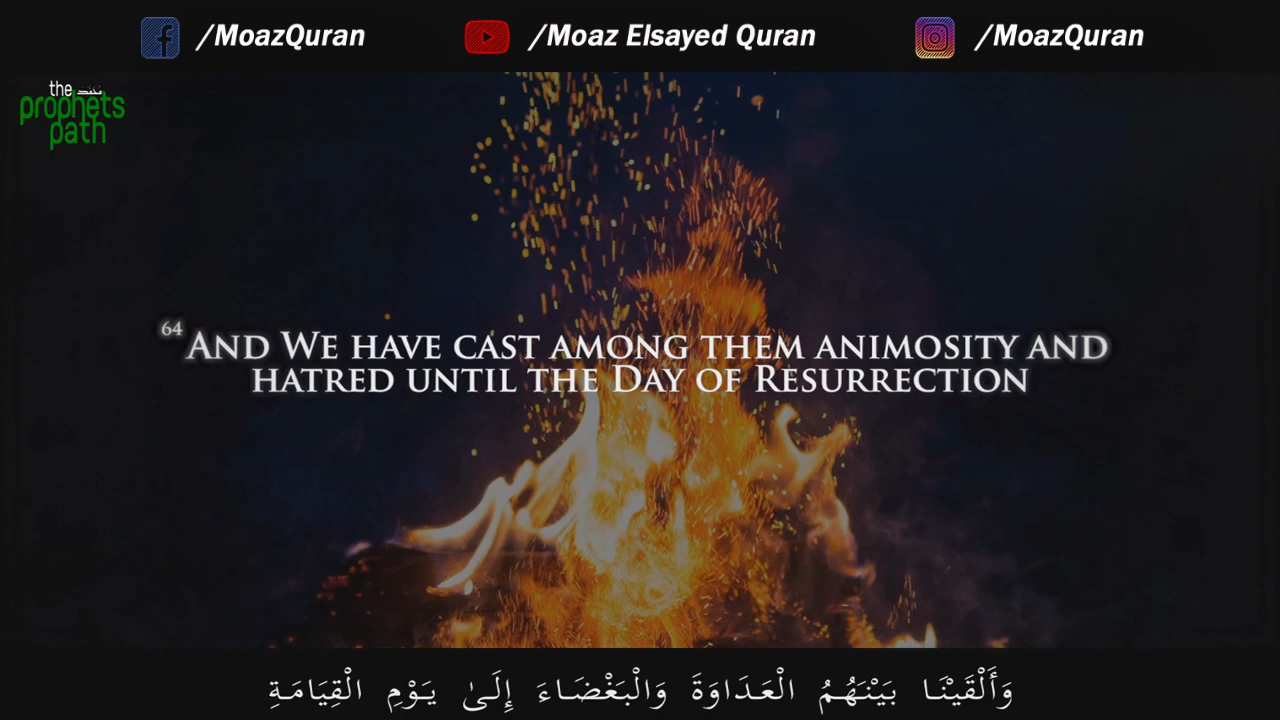 /MoazQuran
/Moaz Elsayed Quran
/MoazQuran
the محمد
prophets
path
64 And We have cast among them animosity and
hatred until the Day of Resurrection
وَأَلْقَيْنَا بَيْنَهُمُ الْعَدَاوَةَ وَالْبَغْضَاءَ إِلَىٰ يَوْمِ الْقِيَامَةِ